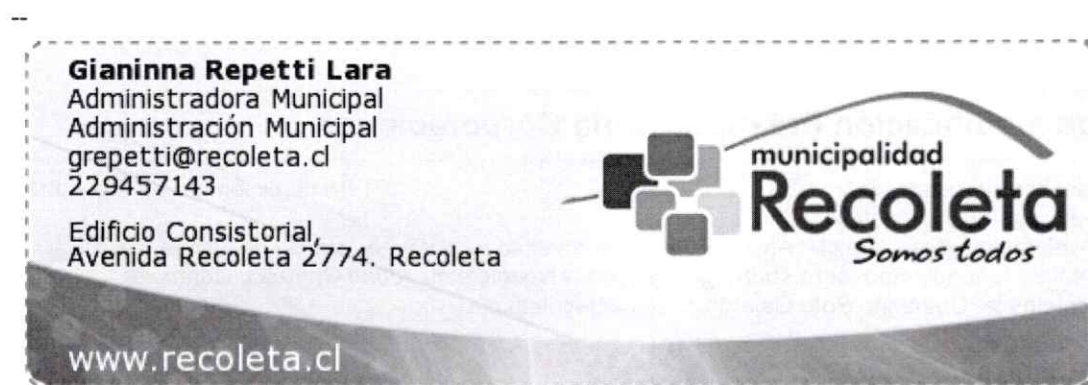 --
Gianinna Repetti Lara
Administradora Municipal
Administración Municipal
grepetti@recoleta.cl
229457143
Edificio Consistorial,
Avenida Recoleta 2774. Recoleta
www.recoleta.cl
municipalidad
Recoleta
Somos todos